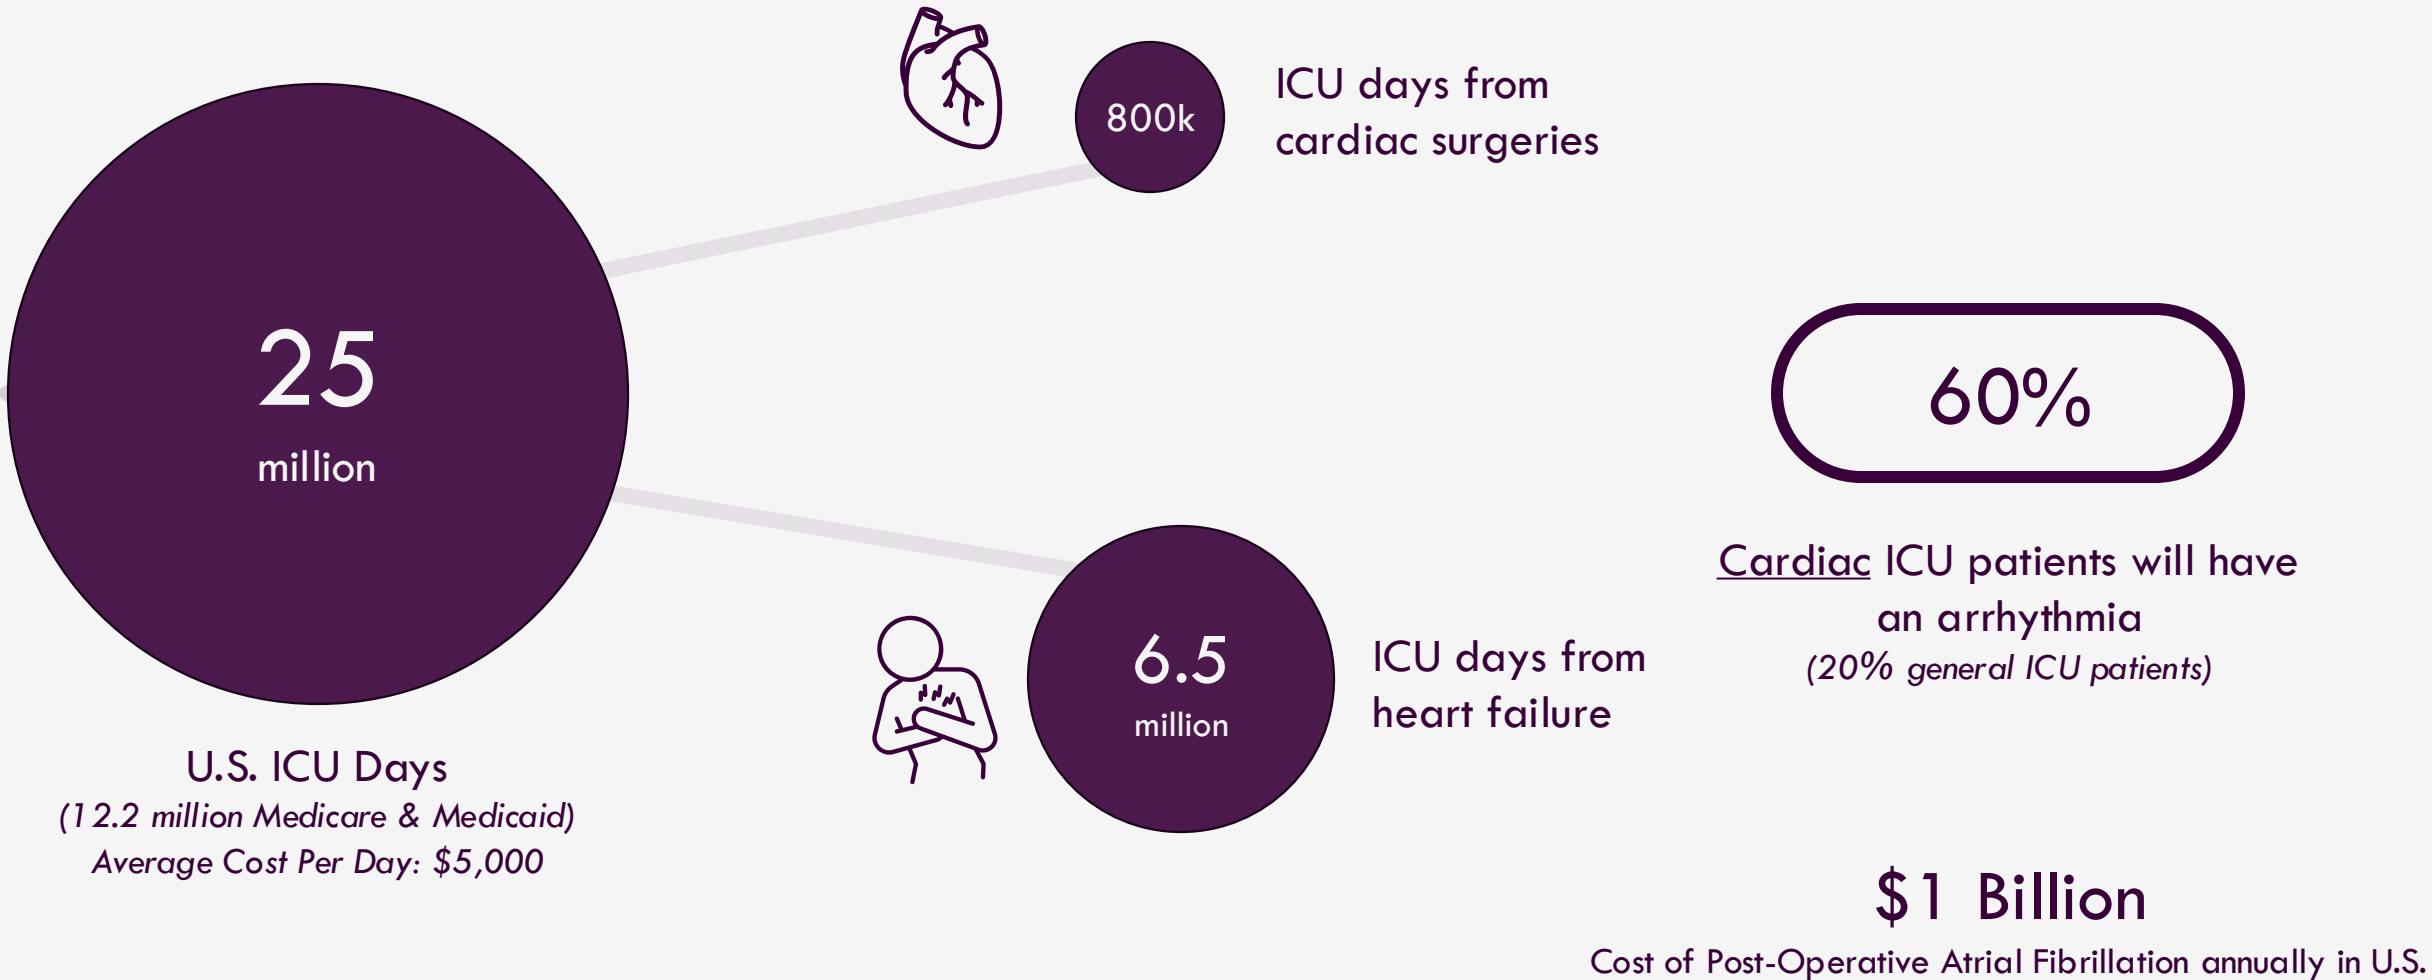 25
million
U.S. ICU Days
(12.2 million Medicare & Medicaid)
Average Cost Per Day: $5,000
800k
ICU days from
cardiac surgeries
6.5
million
ICU days from
heart failure
60%
Cardiac ICU patients will have
an arrhythmia
(20% general ICU patients)
$1 Billion
Cost of Post-Operative Atrial Fibrillation annually in U.S.